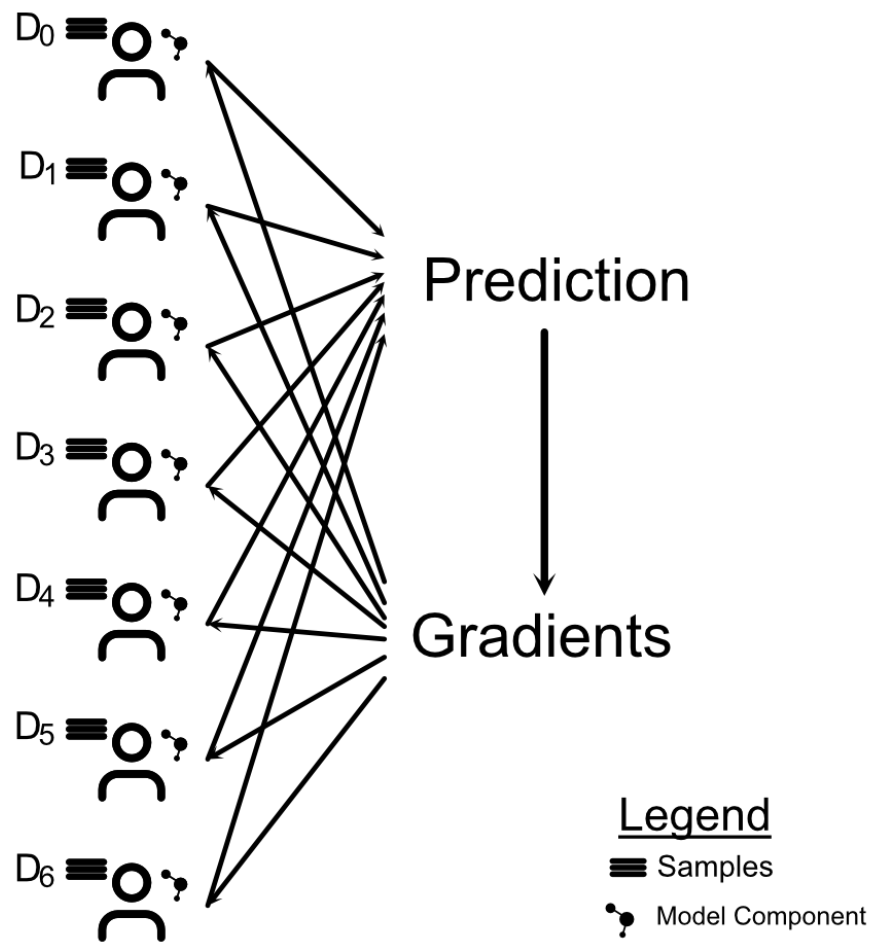 D0
D1
D2
D3
D4
D5
D6
Prediction
Gradients
Legend
Samples
Model Component